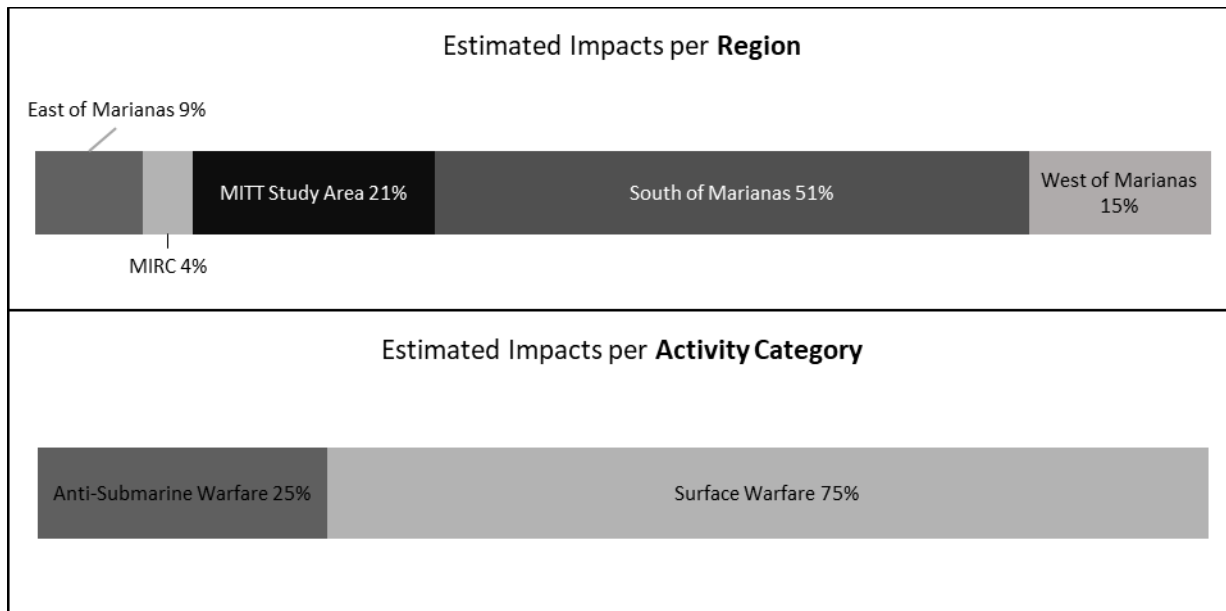 Estimated Impacts per Region
East of Marianas 9%
MITT Study Area 21%
South of Marianas 51%
West of Marianas
15%
MIRC 4%
Estimated Impacts per Activity Category
Anti-Submarine Warfare 25%
Surface Warfare 75%